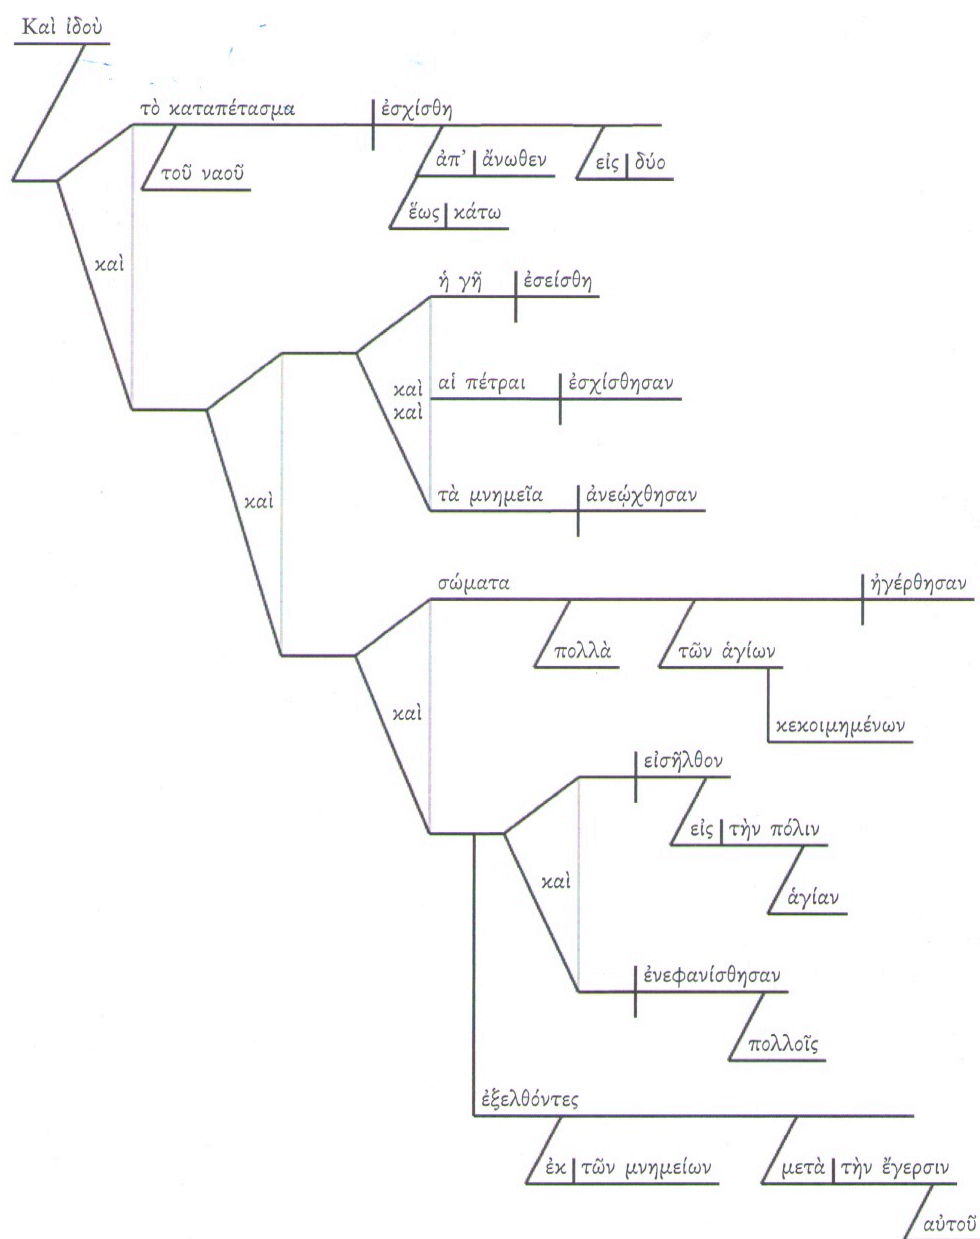 Καὶ ἰδοὺ
τὸ καταπέτασμα ἐσχίσθη
τοῦ ναοῦ
ἀπ’ ἄνωθεν
εἰς δύο
ἕως κάτω
καὶ
ἡ γῆ ἐσείσθη
καὶ
αἱ πέτραι ἐσχίσθησαν
καὶ
τὰ μνημεῖα ἀνεῴχθησαν
καὶ
σώματα ἠγέρθησαν
πολλὰ
τῶν ἁγίων
κεκοιμημένων
καὶ
εἰσῆλθον
εἰς τὴν πόλιν
ἁγίαν
καὶ
ἐνεφανίσθησαν
πολλοῖς
ἐξελθόντες
ἐκ τῶν μνημείων
μετὰ τὴν ἔγερσιν
αὐτοῦ